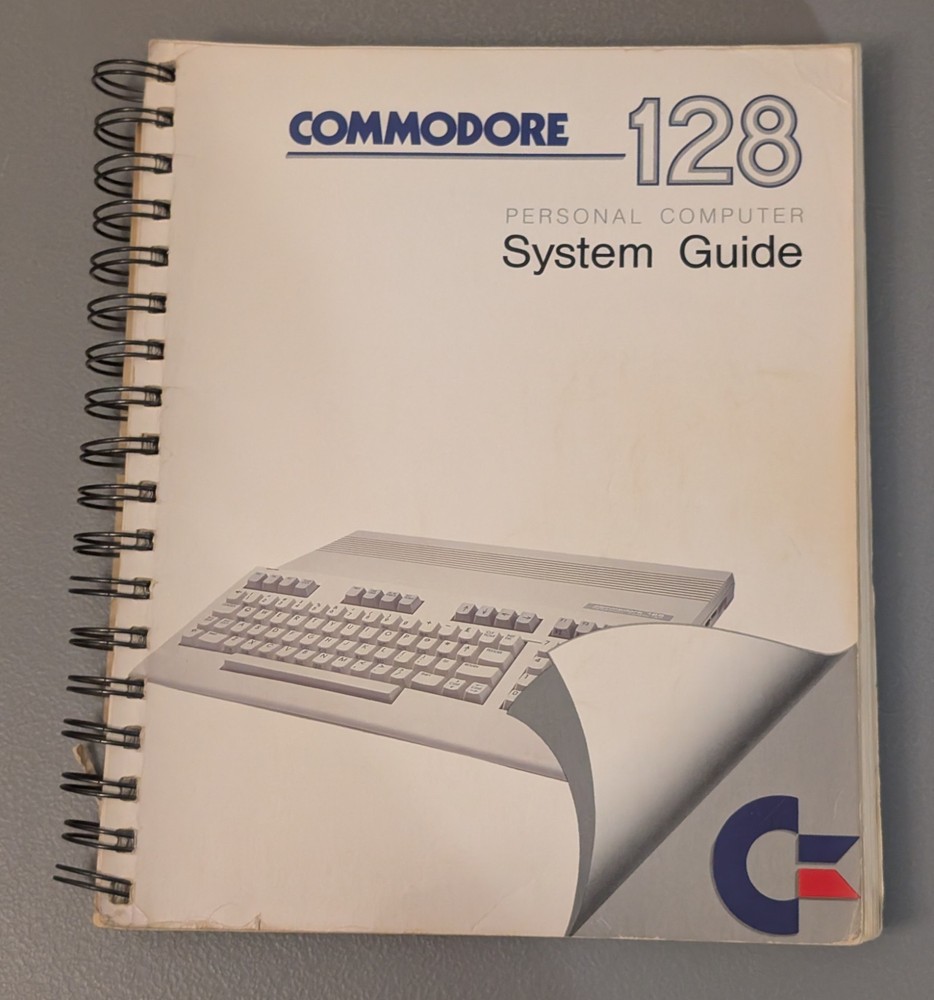 COMMODORE 128
PERSONAL COMPUTER
System Guide